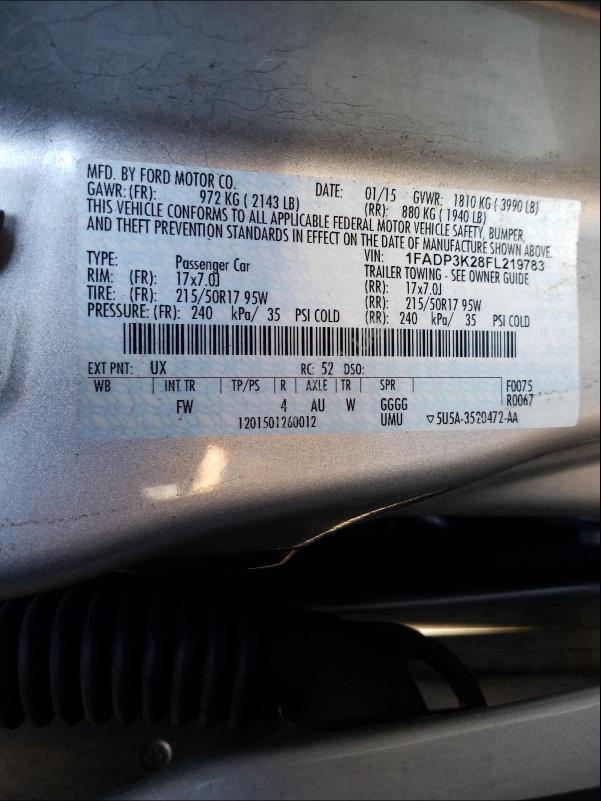 MFD. BY FORD MOTOR CO. DATE: 01/15 GVWR: 1810 KG ( 3990 LB)
GAWR: (FR): 972 KG ( 2143 LB) (RR): 880 KG ( 1940 LB)
THIS VEHICLE CONFORMS TO ALL APPLICABLE FEDERAL MOTOR VEHICLE SAFETY, BUMPER,
AND THEFT PREVENTION STANDARDS IN EFFECT ON THE DATE OF MANUFACTURE SHOWN ABOVE.
VIN: 1FADP3K28FL219783
TYPE: Passenger Car TRAILER TOWING - SEE OWNER GUIDE
RIM: (FR): 17x7.0J (RR): 17x7.0J
TIRE: (FR): 215/50R17 95W (RR): 215/50R17 95W
PRESSURE: (FR): 240 kPa/ 35 PSI COLD (RR): 240 kPa/ 35 PSI COLD
EXT PNT: UX RC: 52 DSO:
WB INT TR TP/PS R AXLE TR SPR F0075
R0067
FW 4 AU W GGGG
1201501260012 UMU ▽5U5A-3520472-AA